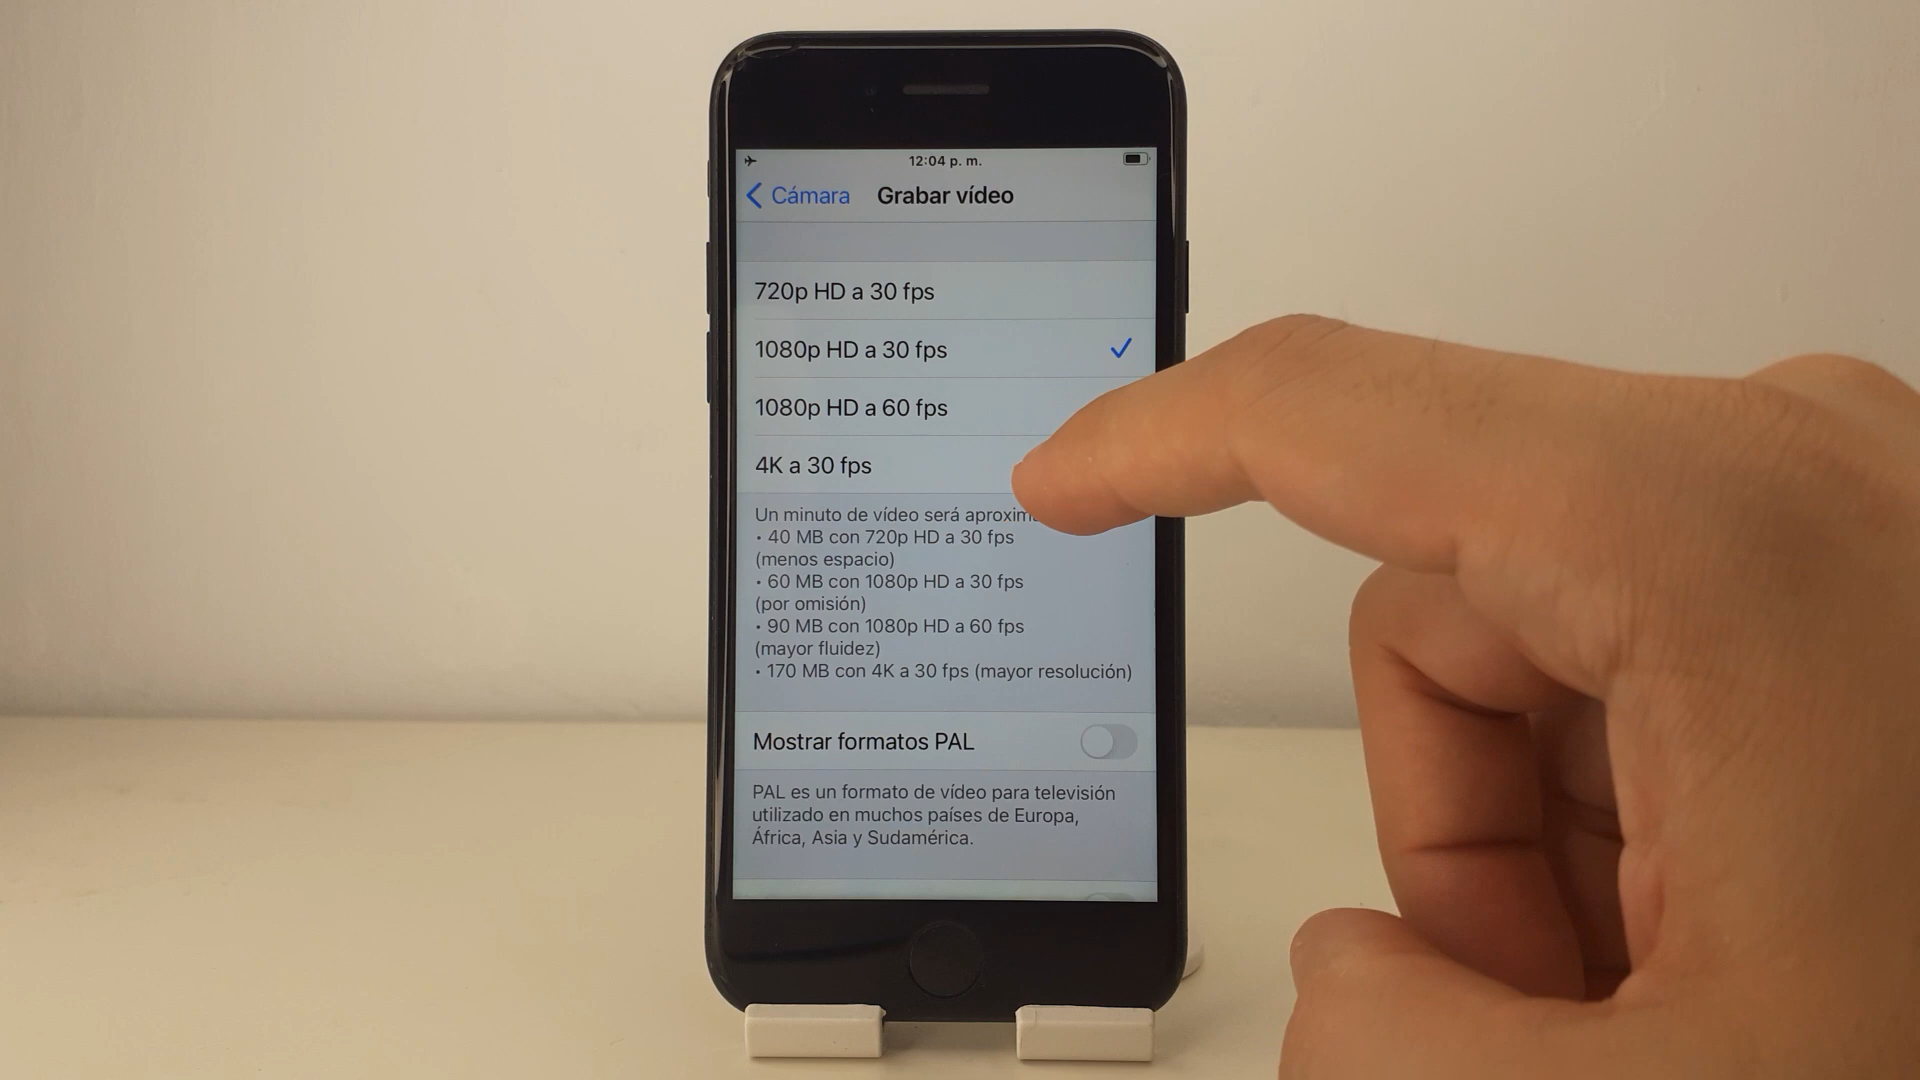 12:04 p. m.
Cámara
Grabar vídeo
720p HD a 30 fps
1080p HD a 30 fps
1080p HD a 60 fps
4K a 30 fps
Un minuto de vídeo será
• 40 MB con 720p HD a 30 fps
(menos espacio)
• 60 MB con 1080p HD a 30 fps
(por omisión)
• 90 MB con 1080p HD a 60 fps
(mayor fluidez)
• 170 MB con 4K a 30 fps (mayor resolución)
Mostrar formatos PAL
PAL es un formato de vídeo para televisión
utilizado en muchos países de Europa,
África, Asia y Sudamérica.